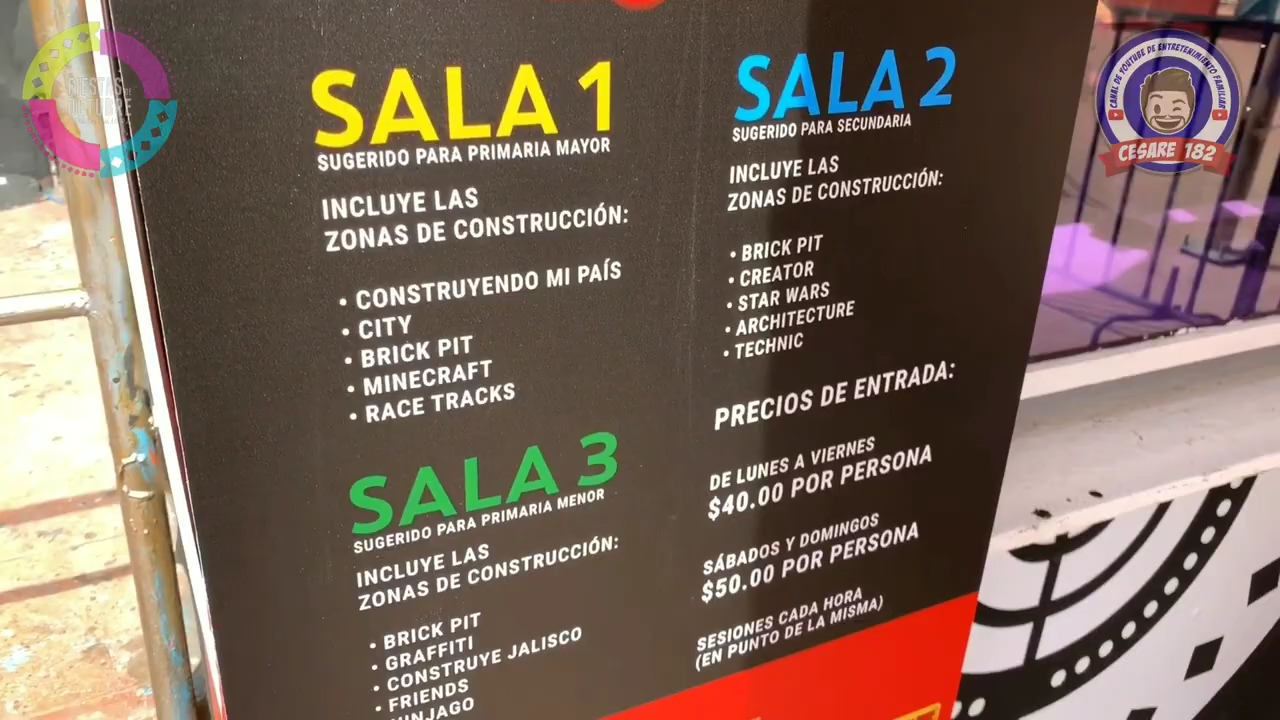 FIESTAS DE
OCTUBRE
CANAL DE YOUTUBE DE ENTRETENIMIENTO FAMILIAR
CESARE 182
SALA 1
SUGERIDO PARA PRIMARIA MAYOR
INCLUYE LAS
ZONAS DE CONSTRUCCIÓN:
• CONSTRUYENDO MI PAÍS
• CITY
• BRICK PIT
• MINECRAFT
• RACE TRACKS
SALA 3
SUGERIDO PARA PRIMARIA MENOR
INCLUYE LAS
ZONAS DE CONSTRUCCIÓN:
• BRICK PIT
• GRAFFITI
• CONSTRUYE JALISCO
• FRIENDS
• NINJAGO
SALA 2
SUGERIDO PARA SECUNDARIA
INCLUYE LAS
ZONAS DE CONSTRUCCIÓN:
• BRICK PIT
• CREATOR
• STAR WARS
• ARCHITECTURE
• TECHNIC
PRECIOS DE ENTRADA:
DE LUNES A VIERNES
$40.00 POR PERSONA
SÁBADOS Y DOMINGOS
$50.00 POR PERSONA
SESIONES CADA HORA
(EN PUNTO DE LA MISMA)